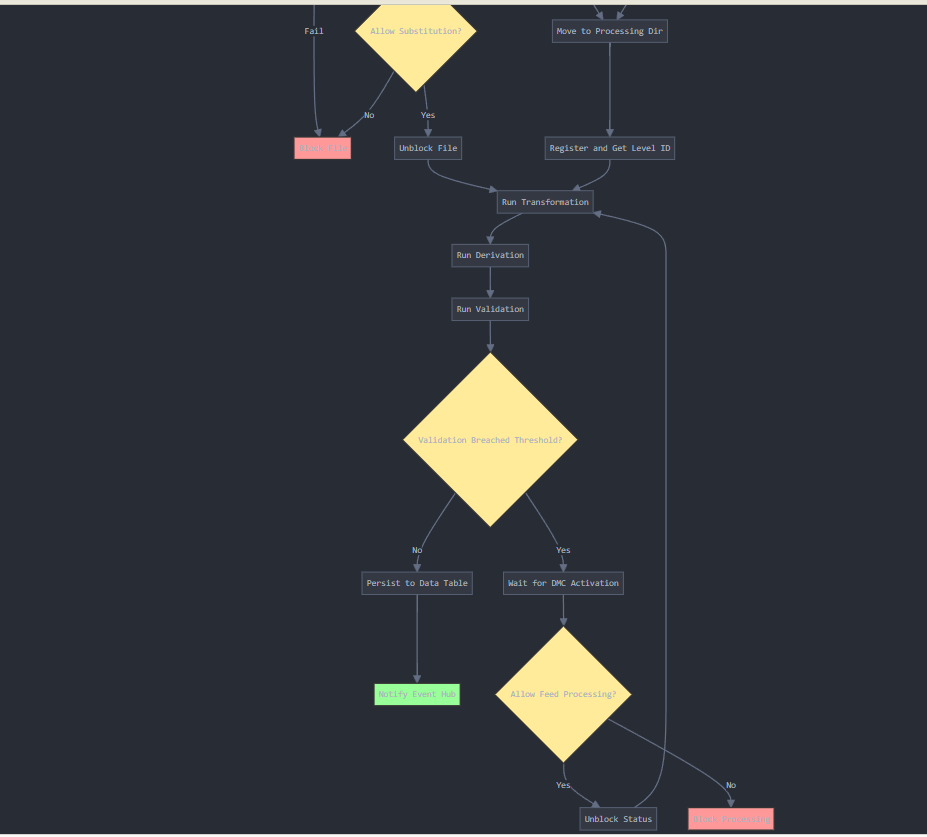 Fail
Allow Substitution?
Move to Processing Dir
No
Yes
Block File
Unblock File
Register and Get Level ID
Run Transformation
Run Derivation
Run Validation
Validation Breached Threshold?
No
Yes
Persist to Data Table
Wait for DMC Activation
Notify Event Hub
Allow Feed Processing?
Yes
No
Unblock Status
Block Processing